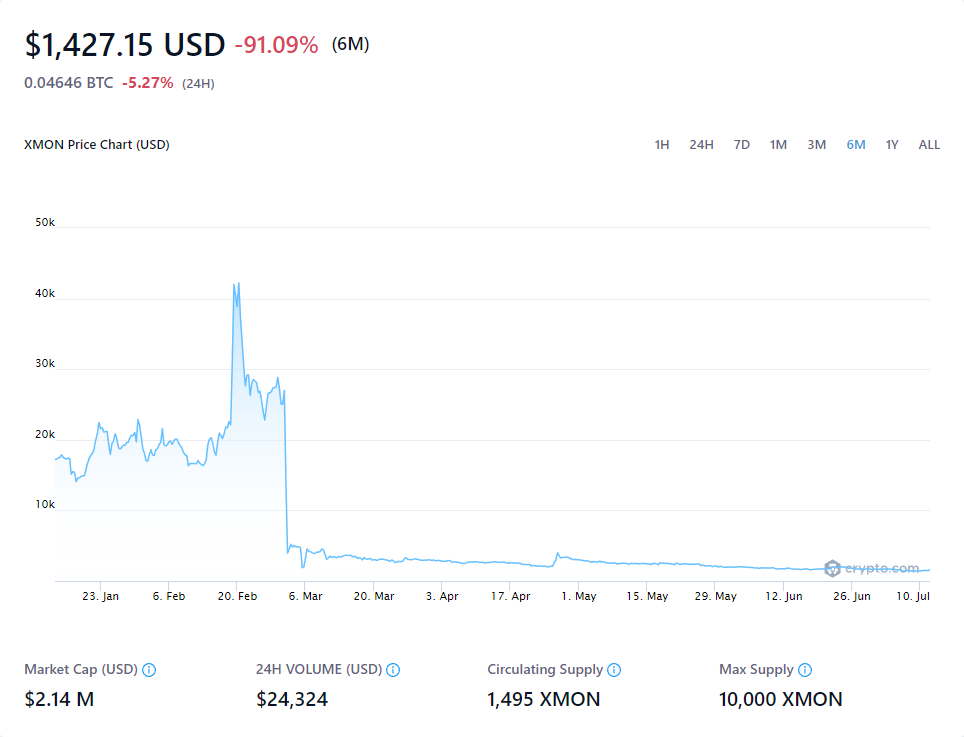 $1,427.15 USD -91.09% (6M)
0.04646 BTC -5.27% (24H)
XMON Price Chart (USD) 1H 24H 7D 1M 3M 6M 1Y ALL
50k
40k
30k
20k
10k
crypto.com
23. Jan 6. Feb 20. Feb 6. Mar 20. Mar 3. Apr 17. Apr 1. May 15. May 29. May 12. Jun 26. Jun 10. Jul
Market Cap (USD) 24H VOLUME (USD) Circulating Supply Max Supply
$2.14 M $24,324 1,495 XMON 10,000 XMON